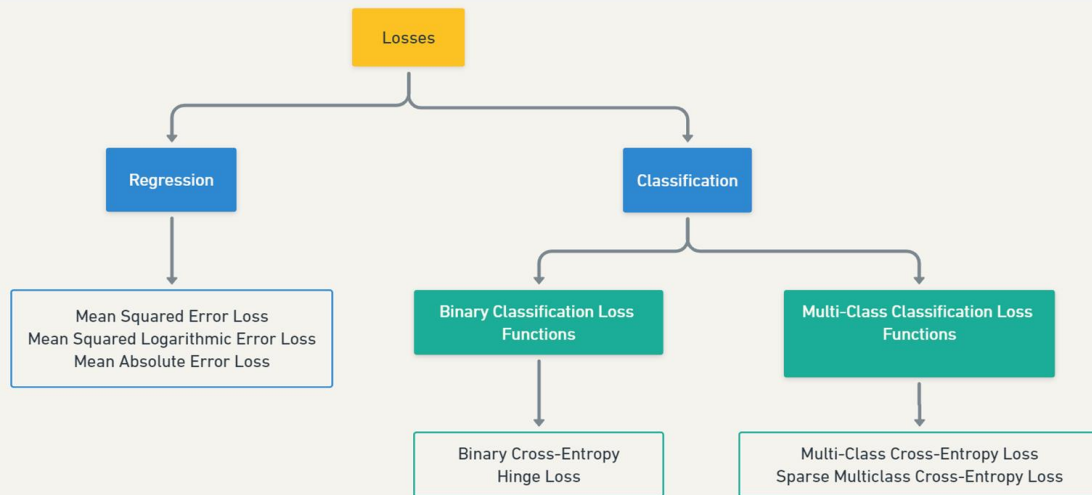 Losses
Regression
Classification
Mean Squared Error Loss
Mean Squared Logarithmic Error Loss
Mean Absolute Error Loss
Binary Classification Loss
Functions
Multi-Class Classification Loss
Functions
Binary Cross-Entropy
Hinge Loss
Multi-Class Cross-Entropy Loss
Sparse Multiclass Cross-Entropy Loss